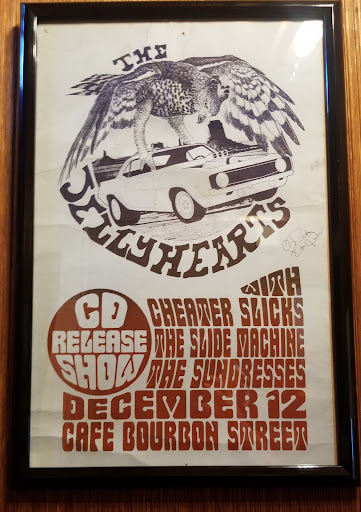 THE
JELLYHEARTS
WITH
CD
RELEASE
SHOW
CHEATER SLICKS
THE SLIDE MACHINE
THE SUNDRESSES
DECEMBER 12
CAFE BOURBON STREET